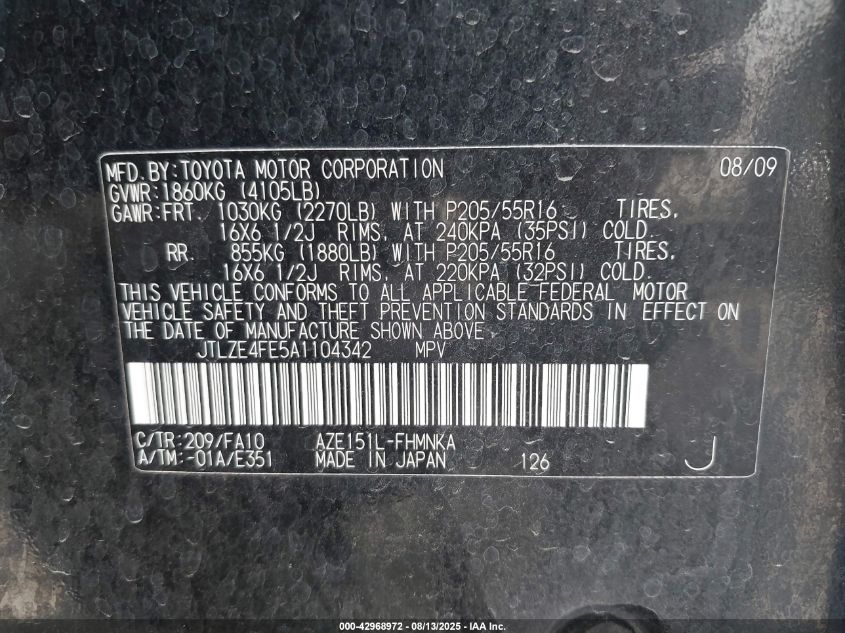 MFD.BY:TOYOTA MOTOR CORPORATION 08/09
GVWR:1860KG (4105LB)
GAWR:FRT. 1030KG (2270LB) WITH P205/55R16 TIRES,
16X6 1/2J RIMS, AT 240KPA (35PSI) COLD.
RR. 855KG (1880LB) WITH P205/55R16 TIRES,
16X6 1/2J RIMS, AT 220KPA (32PSI) COLD.
THIS VEHICLE CONFORMS TO ALL APPLICABLE FEDERAL MOTOR
VEHICLE SAFETY AND THEFT PREVENTION STANDARDS IN EFFECT ON
THE DATE OF MANUFACTURE SHOWN ABOVE.
JTLZE4FE5A1104342 MPV
C/TR:209/FA10 AZE151L-FHMNKA
A/TM:-01A/E351 MADE IN JAPAN 126 J
000-42968972 - 08/13/2025 - IAA Inc.